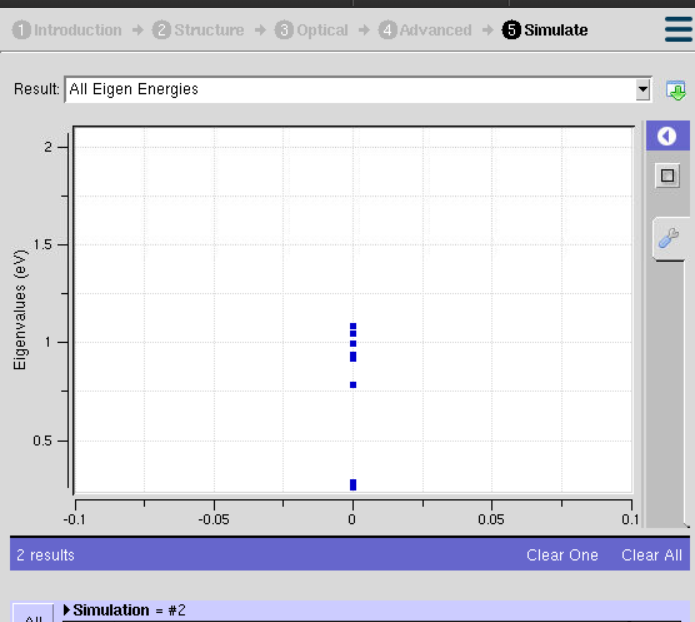 1 Introduction → 2 Structure → 3 Optical → 4 Advanced → 5 Simulate
Result: All Eigen Energies
Eigenvalues (eV)
2
1.5
1
0.5
-0.1 -0.05 0 0.05 0.1
2 results Clear One Clear All
All
Simulation = #2